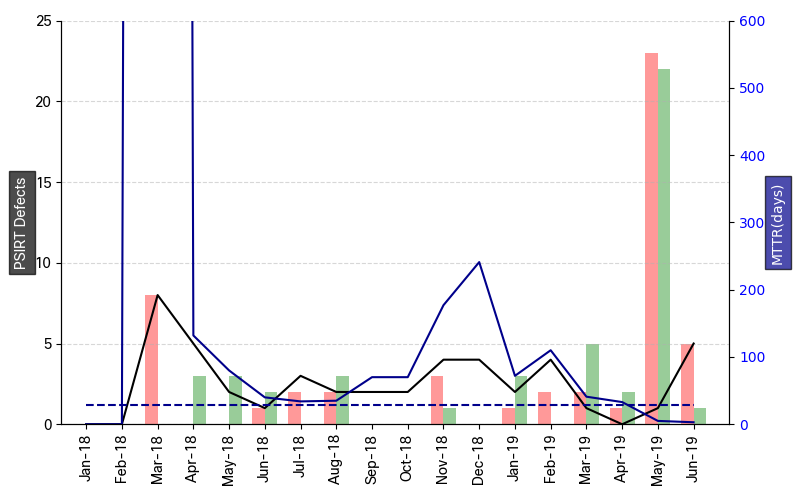 25
20
15
10
5
0
PSIRT Defects
600
500
400
300
200
100
0
MTTR(days)
Jan-18
Feb-18
Mar-18
Apr-18
May-18
Jun-18
Jul-18
Aug-18
Sep-18
Oct-18
Nov-18
Dec-18
Jan-19
Feb-19
Mar-19
Apr-19
May-19
Jun-19